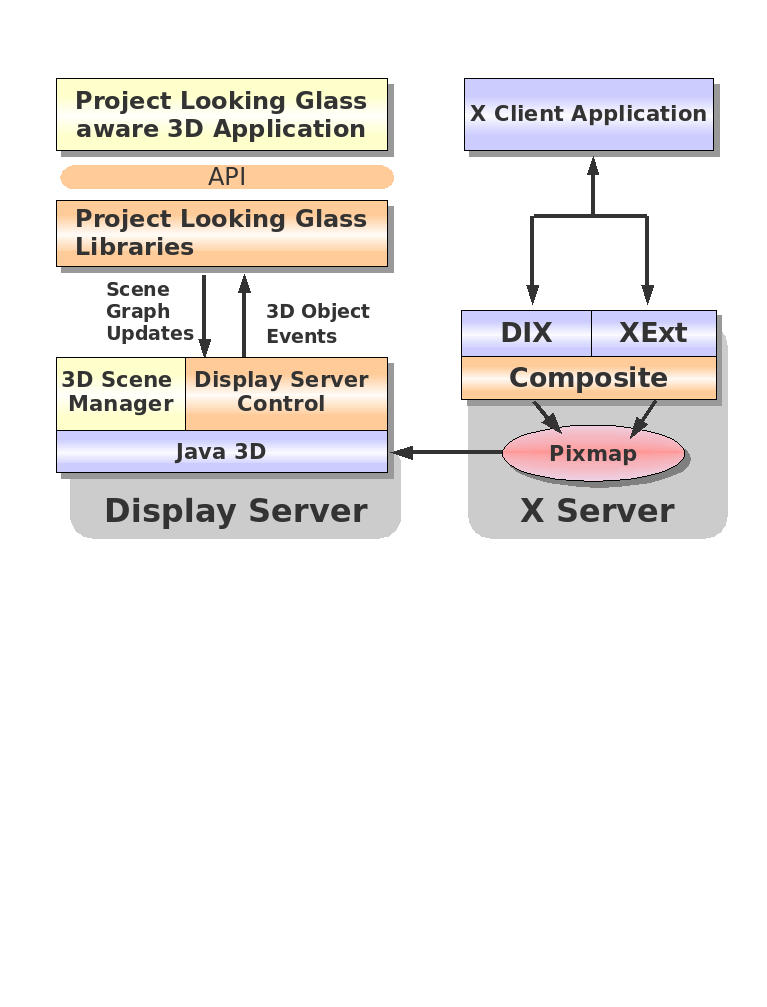 Project Looking Glass
aware 3D Application
API
Project Looking Glass
Libraries
Scene
Graph
Updates
3D Object
Events
3D Scene
Manager
Display Server
Control
Java 3D
Display Server
X Client Application
DIX
XExt
Composite
Pixmap
X Server